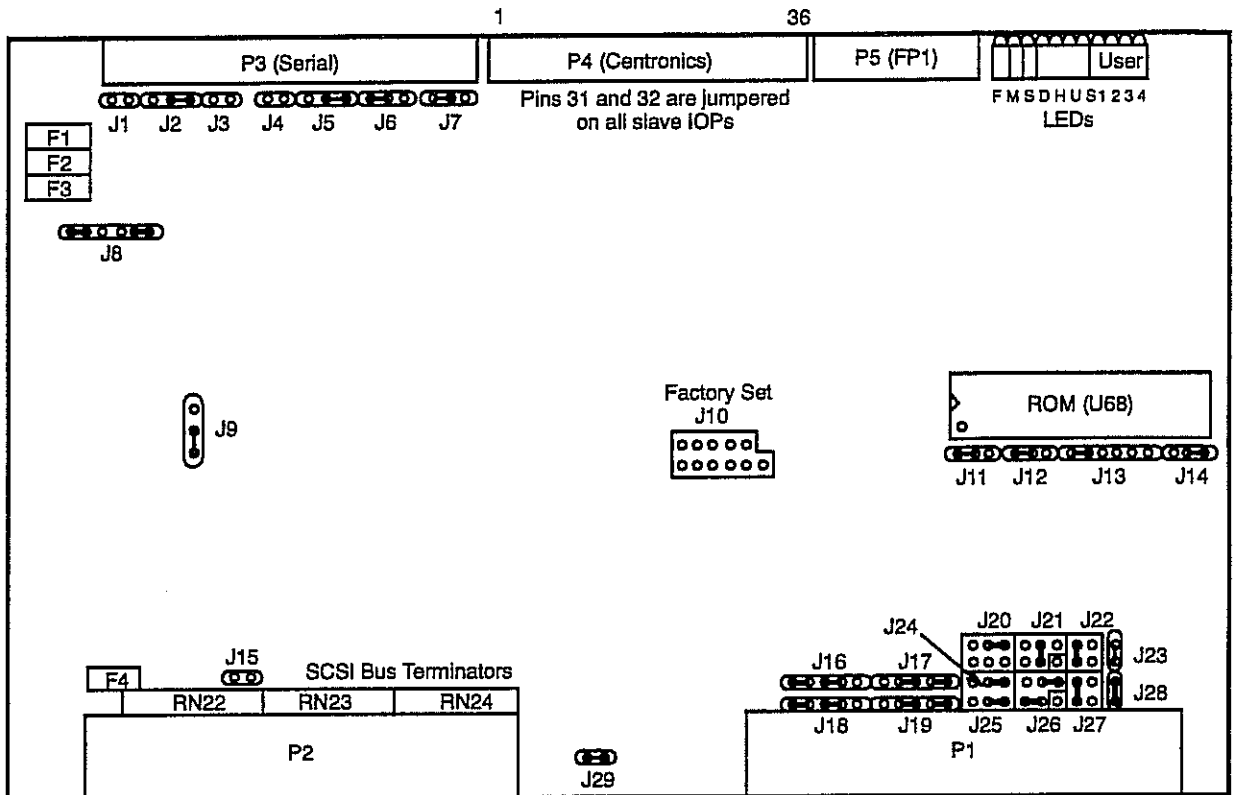 1 36
P3 (Serial) P4 (Centronics) P5 (FP1) User
J1 J2 J3 J4 J5 J6 J7
Pins 31 and 32 are jumpered
on all slave IOPs
F M S D H U S 1 2 3 4
LEDs
F1
F2
F3
J8
J9
Factory Set
J10
ROM (U68)
J11 J12 J13 J14
J24 J20 J21 J22
J23
F4 J15 SCSI Bus Terminators J16 J17
RN22 RN23 RN24
J28
J18 J19 J25 J26 J27
P2 P1
J29